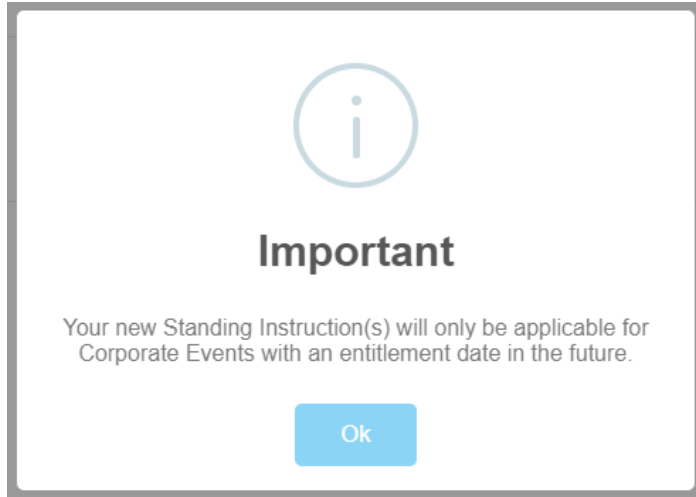 Important
Your new Standing Instruction(s) will only be applicable for
Corporate Events with an entitlement date in the future.
Ok